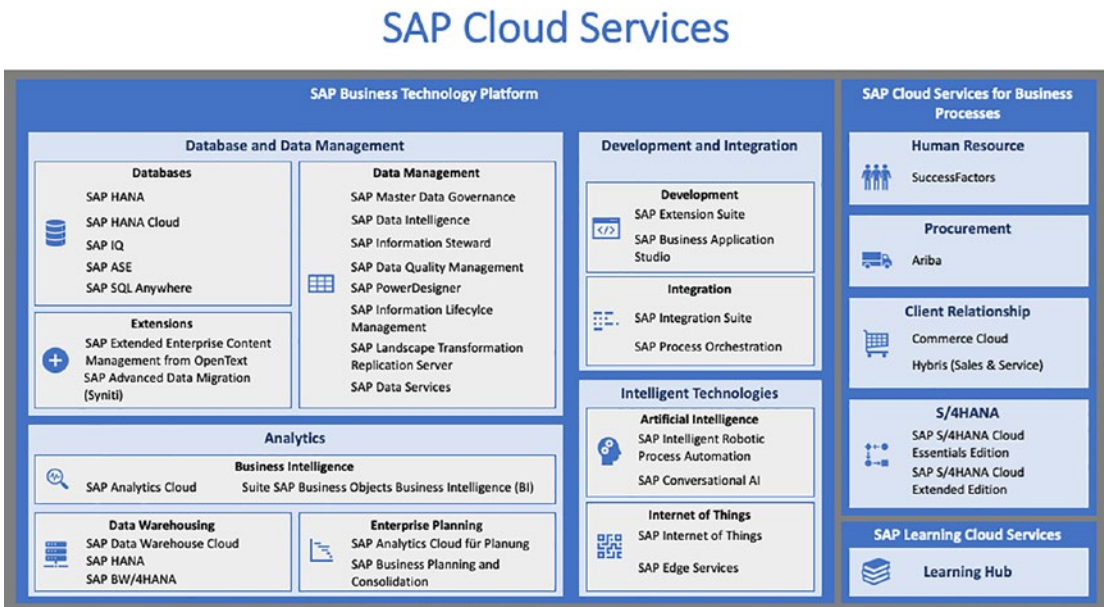 SAP Cloud Services
SAP Business Technology Platform
Database and Data Management
Databases
SAP HANA
SAP HANA Cloud
SAP IQ
SAP ASE
SAP SQL Anywhere
Data Management
SAP Master Data Governance
SAP Data Intelligence
SAP Information Steward
SAP Data Quality Management
SAP PowerDesigner
SAP Information Lifecylce
Management
SAP Landscape Transformation
Replication Server
SAP Data Services
Extensions
SAP Extended Enterprise Content
Management from OpenText
SAP Advanced Data Migration
(Syniti)
Analytics
Business Intelligence
SAP Analytics Cloud
Suite SAP Business Objects Business Intelligence (BI)
Data Warehousing
SAP Data Warehouse Cloud
SAP HANA
SAP BW/4HANA
Enterprise Planning
SAP Analytics Cloud für Planung
SAP Business Planning and
Consolidation
Development and Integration
Development
SAP Extension Suite
SAP Business Application
Studio
Integration
SAP Integration Suite
SAP Process Orchestration
Intelligent Technologies
Artificial Intelligence
SAP Intelligent Robotic
Process Automation
SAP Conversational AI
Internet of Things
SAP Internet of Things
SAP Edge Services
SAP Cloud Services for Business
Processes
Human Resource
SuccessFactors
Procurement
Ariba
Client Relationship
Commerce Cloud
Hybris (Sales & Service)
S/4HANA
SAP S/4HANA Cloud
Essentials Edition
SAP S/4HANA Cloud
Extended Edition
SAP Learning Cloud Services
Learning Hub